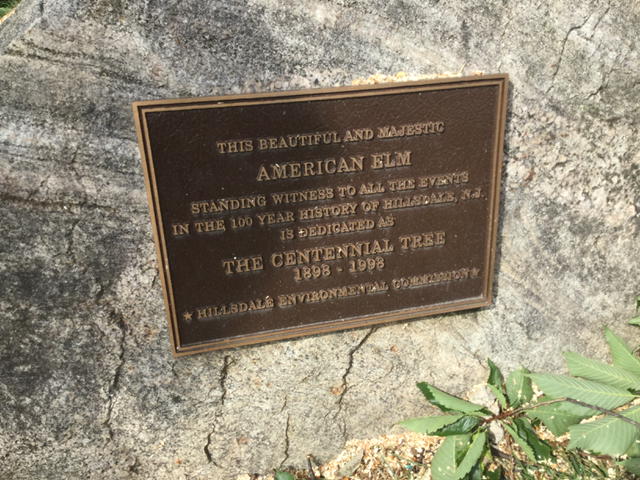 THIS BEAUTIFUL AND MAJESTIC
AMERICAN ELM
STANDING WITNESS TO ALL THE EVENTS
IN THE 100 YEAR HISTORY OF HILLSDALE, N.J.
IS DEDICATED AS
THE CENTENNIAL TREE
1898 - 1998
★ HILLSDALE ENVIRONMENTAL COMMISSION ★